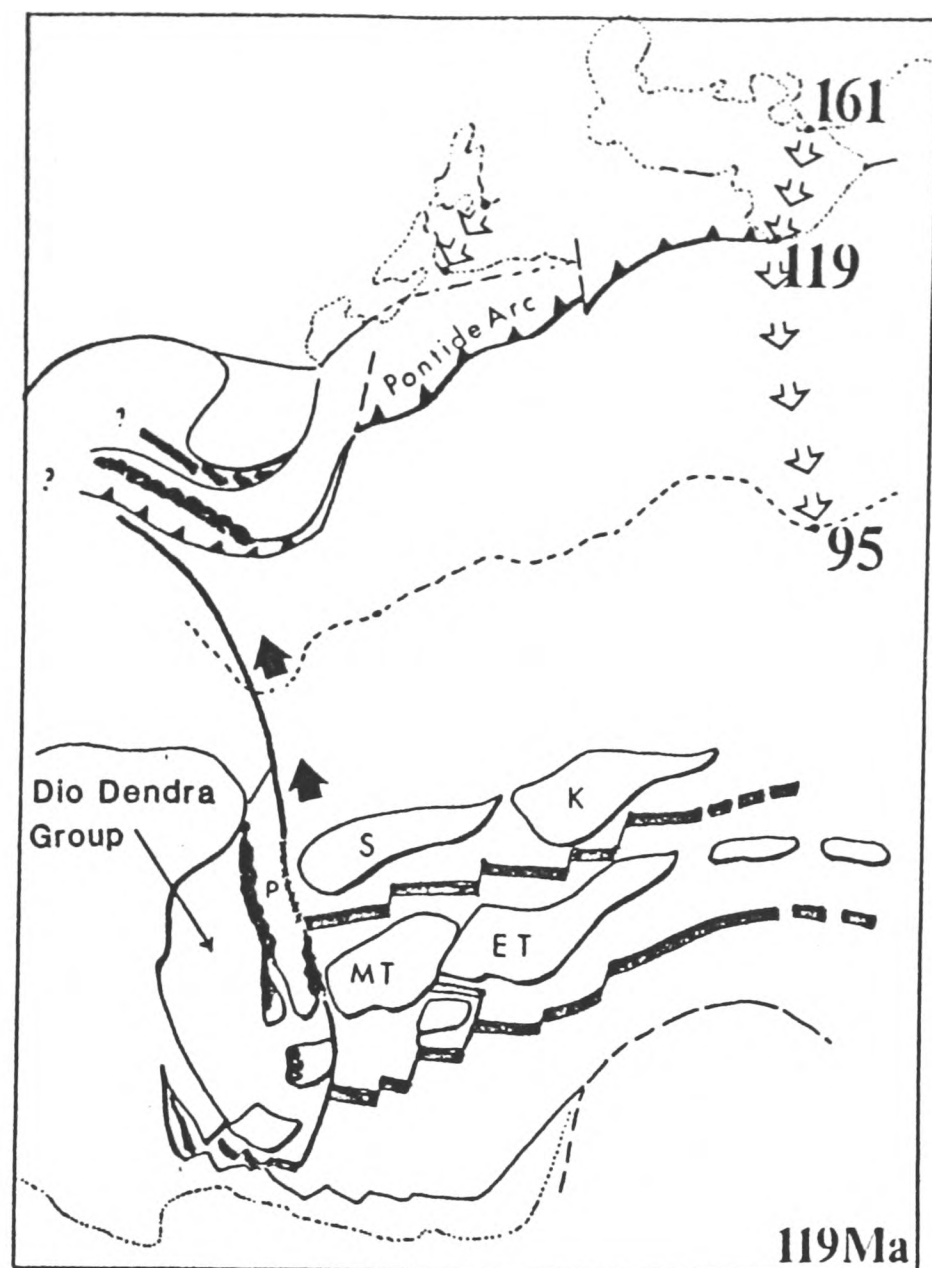 161
119
Pontide Arc
?
?
95
Dio Dendra
Group
K
S
P
ET
MT
119Ma